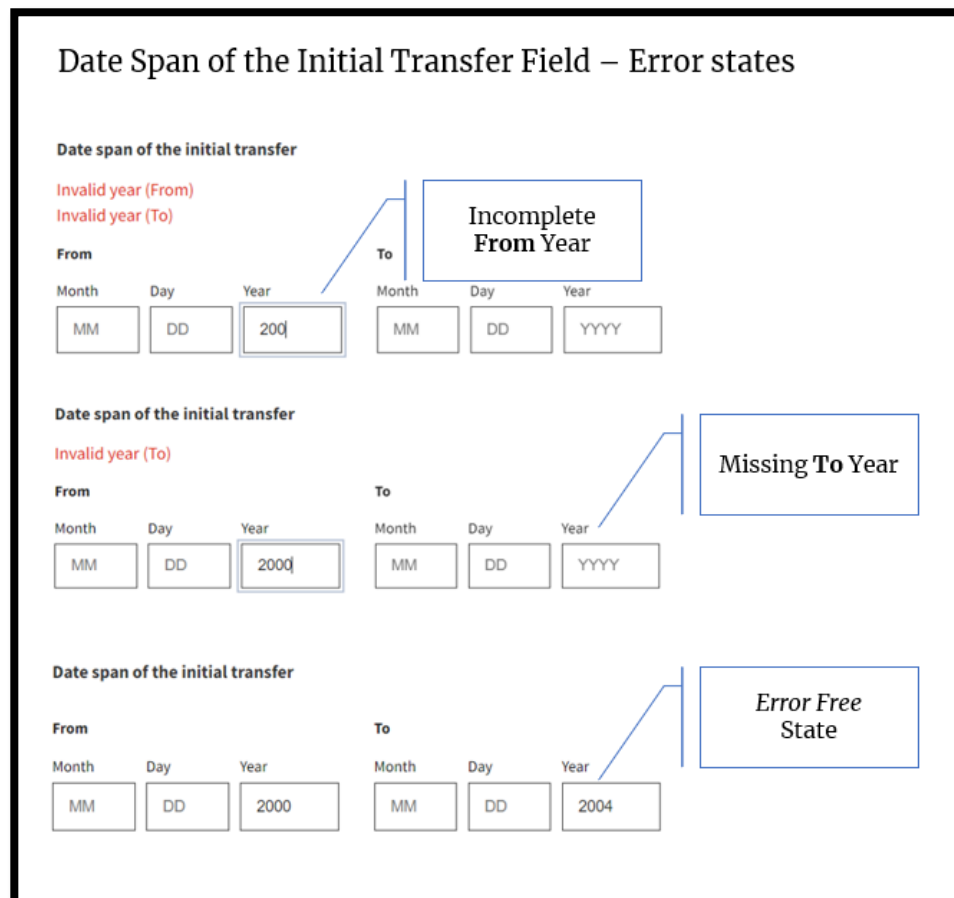 Date Span of the Initial Transfer Field – Error states
Date span of the initial transfer
Invalid year (From)
Invalid year (To)
Incomplete
From Year
From
To
Month Day Year Month Day Year
MM DD 200 MM DD YYYY
Date span of the initial transfer
Invalid year (To)
Missing To Year
From To
Month Day Year Month Day Year
MM DD 2000 MM DD YYYY
Date span of the initial transfer
Error Free
State
From To
Month Day Year Month Day Year
MM DD 2000 MM DD 2004